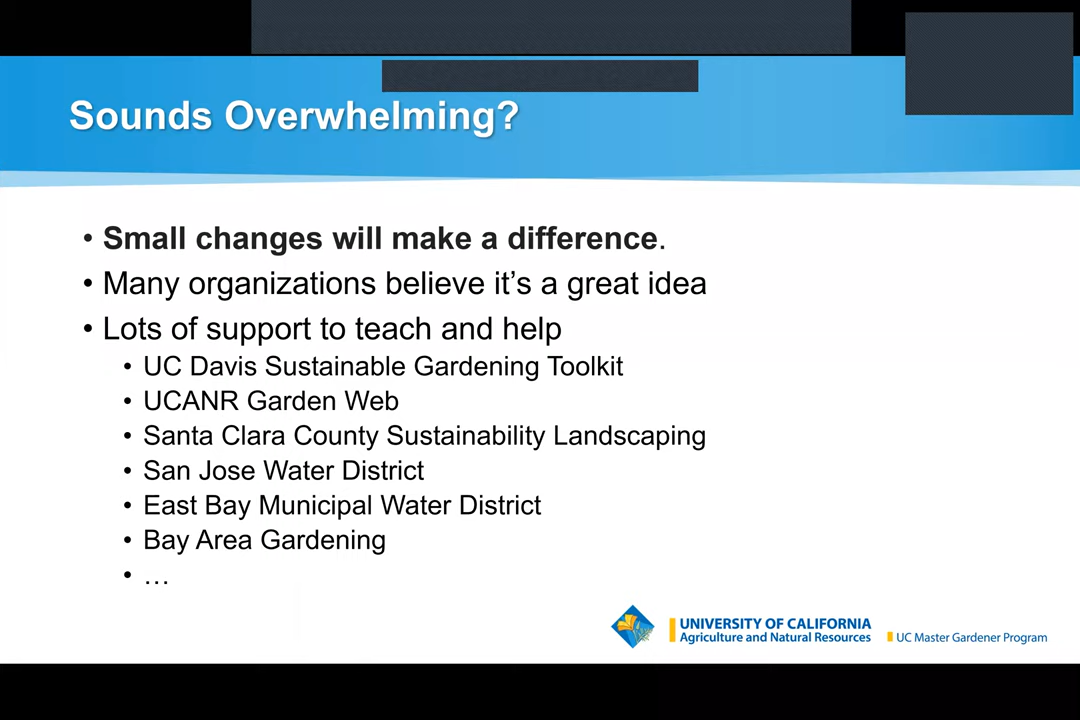 Sounds Overwhelming?
• Small changes will make a difference.
• Many organizations believe it’s a great idea
• Lots of support to teach and help
• UC Davis Sustainable Gardening Toolkit
• UCANR Garden Web
• Santa Clara County Sustainability Landscaping
• San Jose Water District
• East Bay Municipal Water District
• Bay Area Gardening
• …
UNIVERSITY OF CALIFORNIA
Agriculture and Natural Resources
UC Master Gardener Program